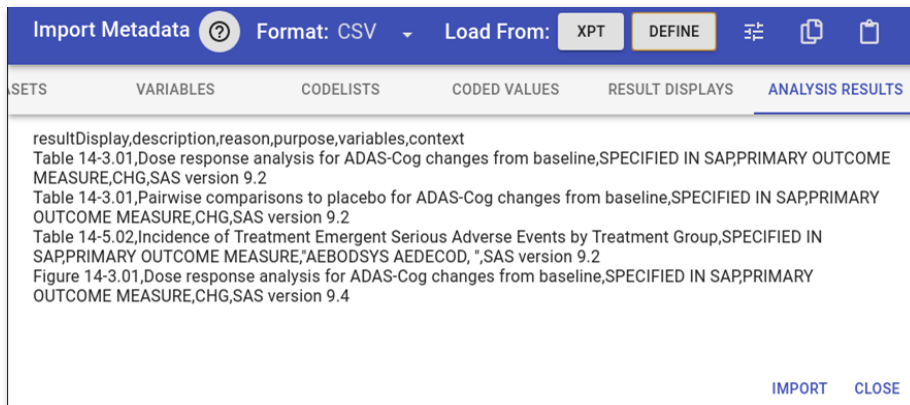 Import Metadata ? Format: CSV Load From: XPT DEFINE
ASETS VARIABLES CODELISTS CODED VALUES RESULT DISPLAYS ANALYSIS RESULTS
resultDisplay,description,reason,purpose,variables,context
Table 14-3.01,Dose response analysis for ADAS-Cog changes from baseline,SPECIFIED IN SAP,PRIMARY OUTCOME
MEASURE,CHG,SAS version 9.2
Table 14-3.01,Pairwise comparisons to placebo for ADAS-Cog changes from baseline,SPECIFIED IN SAP,PRIMARY
OUTCOME MEASURE,CHG,SAS version 9.2
Table 14-5.02,Incidence of Treatment Emergent Serious Adverse Events by Treatment Group,SPECIFIED IN
SAP,PRIMARY OUTCOME MEASURE,"AEBODSYS AEDECOD, ",SAS version 9.2
Figure 14-3.01,Dose response analysis for ADAS-Cog changes from baseline,SPECIFIED IN SAP,PRIMARY
OUTCOME MEASURE,CHG,SAS version 9.4
IMPORT CLOSE